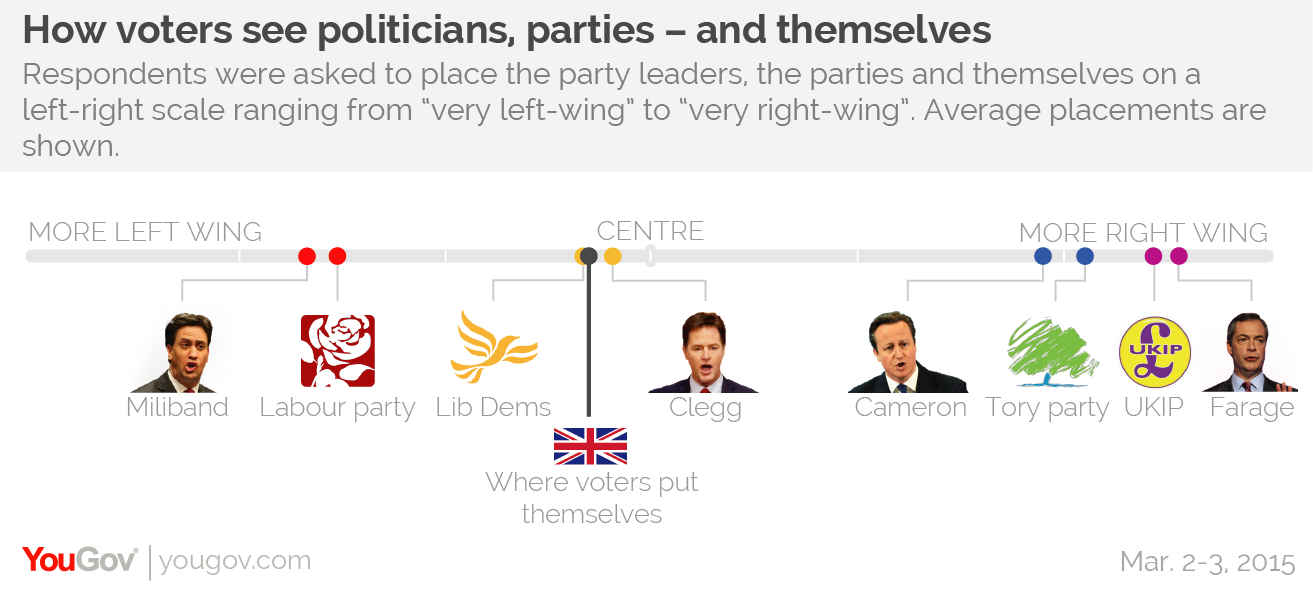 How voters see politicians, parties – and themselves
Respondents were asked to place the party leaders, the parties and themselves on a
left-right scale ranging from “very left-wing” to “very right-wing”. Average placements are
shown.
MORE LEFT WING
CENTRE
MORE RIGHT WING
£
UKIP
Miliband
Labour party
Lib Dems
Clegg
Cameron
Tory party
UKIP
Farage
Where voters put
themselves
YouGov®
yougov.com
Mar. 2-3, 2015